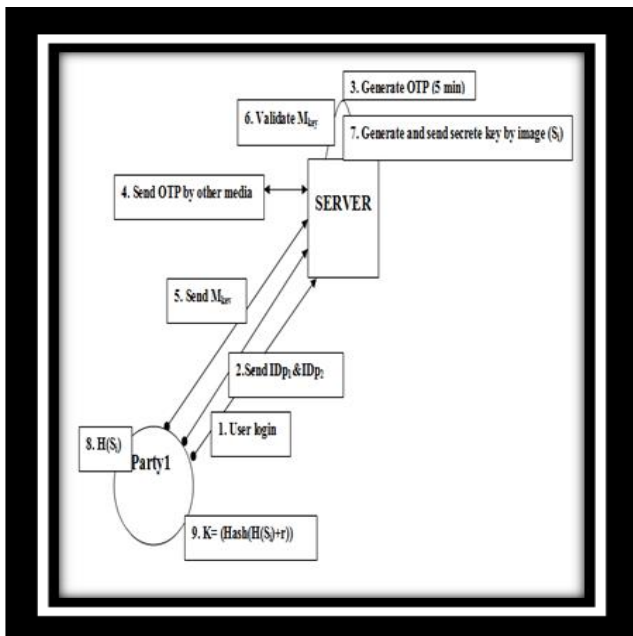 3. Generate OTP (5 min)
6. Validate Mkey
7. Generate and send secrete key by image (Si)
4. Send OTP by other media
SERVER
5. Send Mkey
2.Send IDp1 &IDp2
1. User login
8. H(Si)
Party1
9. K= (Hash(H(Si)+r))